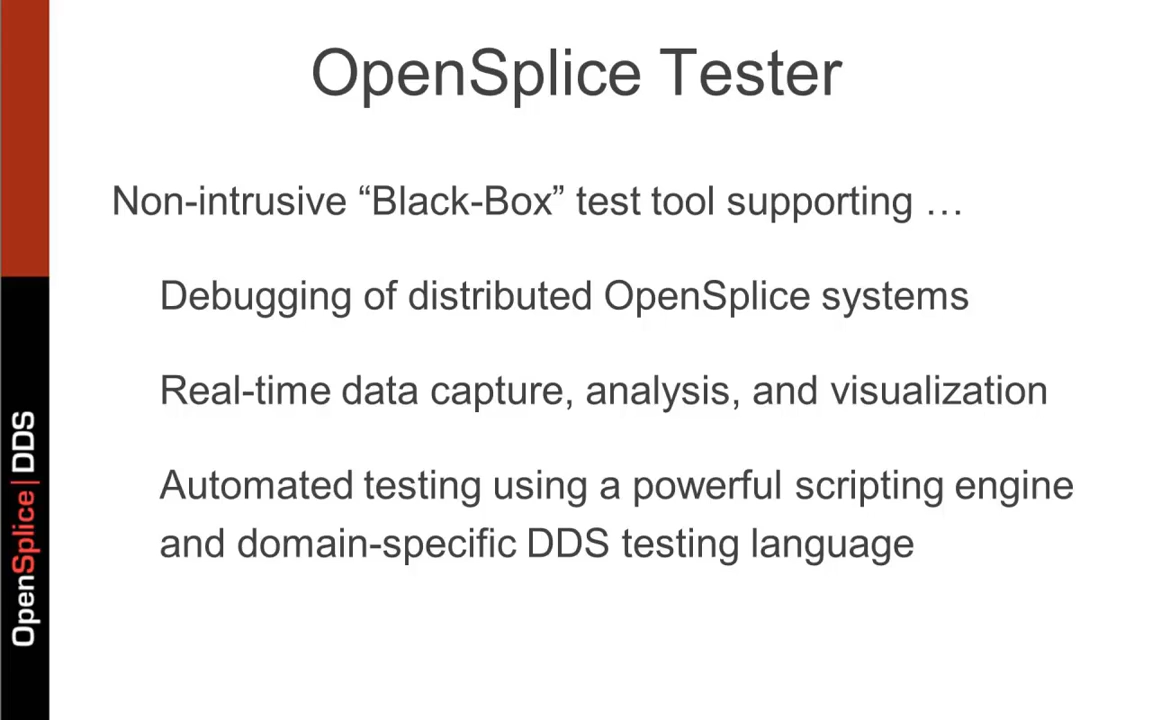 OpenSplice Tester
Non-intrusive “Black-Box” test tool supporting …
Debugging of distributed OpenSplice systems
Real-time data capture, analysis, and visualization
Automated testing using a powerful scripting engine
and domain-specific DDS testing language
OpenSplice|DDS